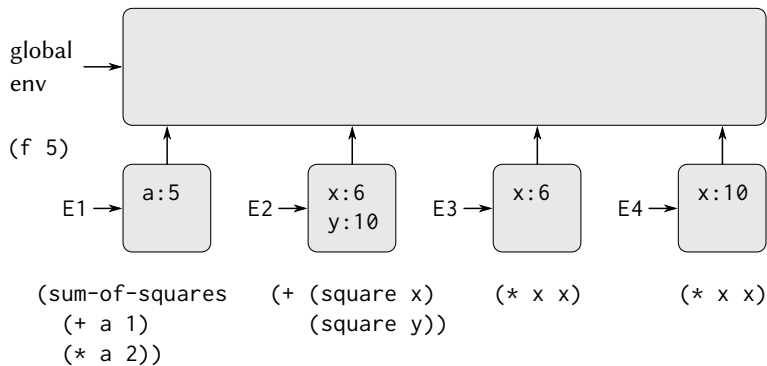 global
env
(f 5)
E1
a:5
E2
x:6
y:10
E3
x:6
E4
x:10
(sum-of-squares
(+ a 1)
(* a 2))
(+ (square x)
(square y))
(* x x)
(* x x)